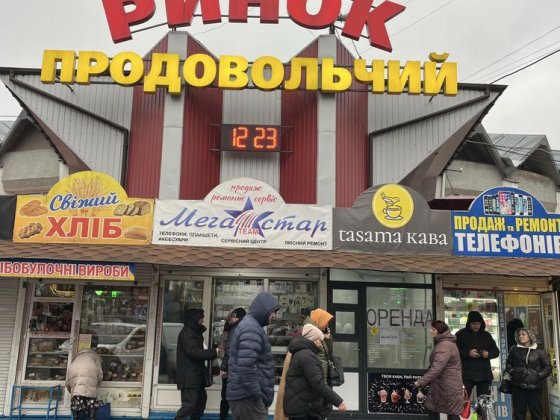 РИНОК
ПРОДОВОЛЬЧИЙ
12 23
Свіжий
ХЛІБ
продаж
ремонт сервіс
Мегастар
TEAM
ТЕЛЕФОНИ, ПЛАНШЕТИ,
АКСЕСУАРИ
СЕРВІСНИЙ ЦЕНТР
ЯКІСНИЙ РЕМОНТ
tasama кава
ПРОДАЖ та РЕМОНТ
ТЕЛЕФОНІВ
ХЛІБОБУЛОЧНІ ВИРОБИ
ОРЕНДА